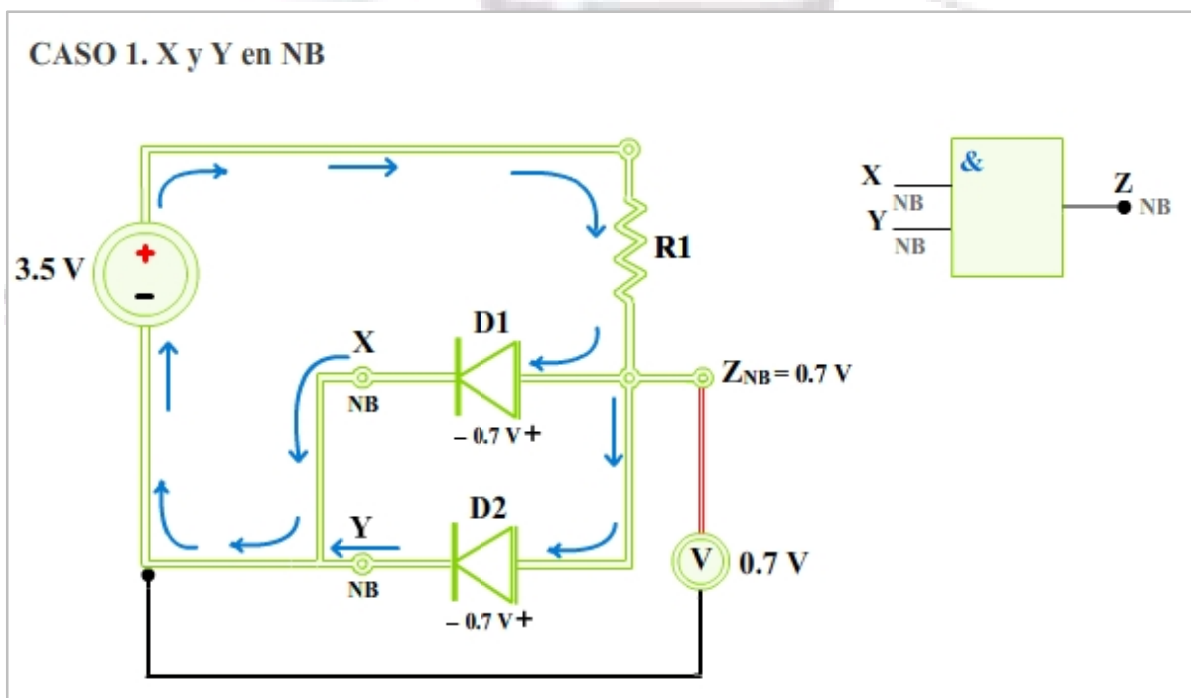 CASO 1. X y Y en NB
3.5 V
+
−
R1
D1
X
NB
− 0.7 V +
ZNB = 0.7 V
D2
Y
NB
− 0.7 V +
V
0.7 V
X
NB
Y
NB
&
Z
NB